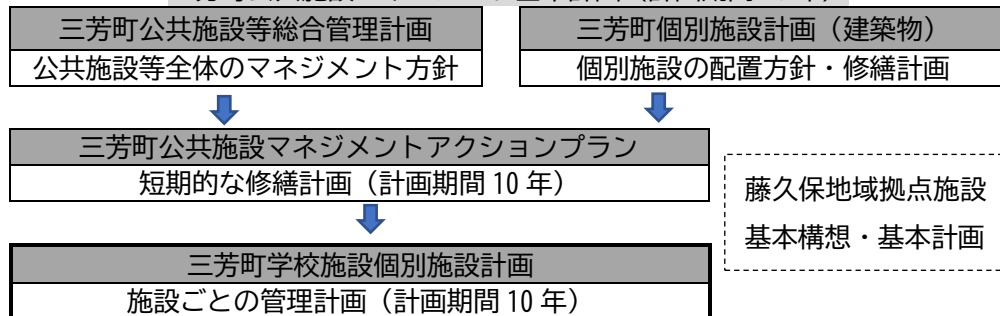 三芳町公共施設等総合管理計画
公共施設等全体のマネジメント方針
三芳町個別施設計画（建築物）
個別施設の配置方針・修繕計画
三芳町公共施設マネジメントアクションプラン
短期的な修繕計画（計画期間 10 年）
藤久保地域拠点施設
基本構想・基本計画
三芳町学校施設個別施設計画
施設ごとの管理計画（計画期間 10 年）